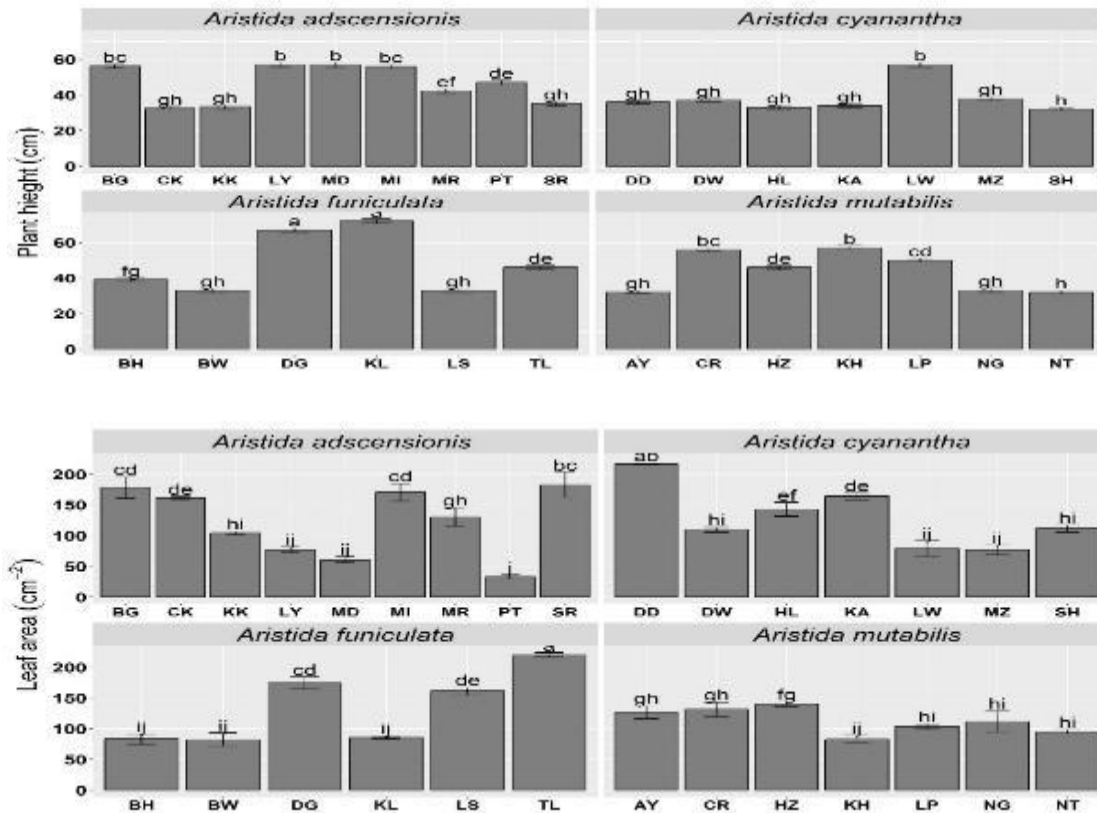 Aristida adscensionis Aristida cyanantha
Plant hieght (cm)
60
40
20
0
bc gh gh b b bc ef de gh
gh gh gh gh b gh h
BG CK KK LY MD MI MR PT SR
DD DW HL KA LW MZ SH
Aristida funiculata Aristida mutabilis
60
40
20
0
fg gh a a gh de
gh bc de b cd gh h
BH BW DG KL LS TL
AY CR HZ KH LP NG NT
Aristida adscensionis Aristida cyanantha
Leaf area (cm⁻²)
200
150
100
50
0
cd de hi ij ij cd gh j bc
ab hi ef de ij ij hi
BG CK KK LY MD MI MR PT SR
DD DW HL KA LW MZ SH
Aristida funiculata Aristida mutabilis
200
150
100
50
0
ij ij cd ij de a
gh gh fg ij hi hi hi
BH BW DG KL LS TL
AY CR HZ KH LP NG NT